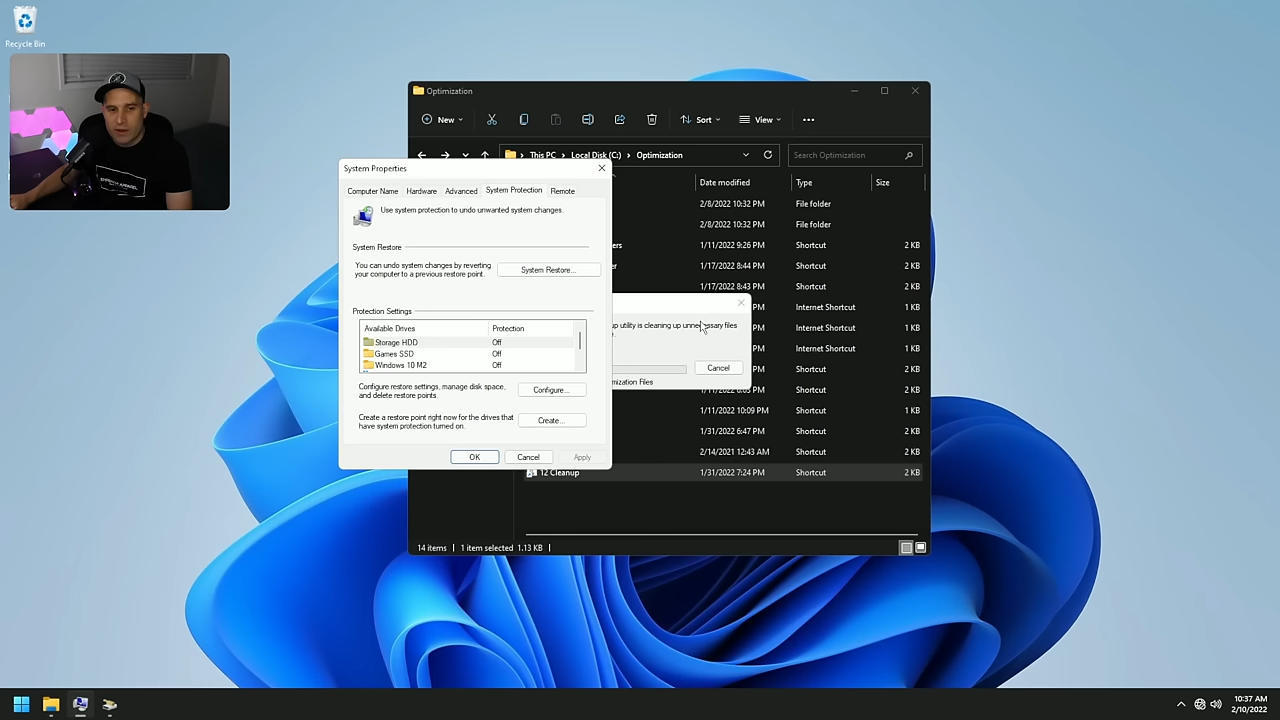 Recycle Bin
Optimization
New
Sort
View
This PC > Local Disk (C:) > Optimization
Search Optimization
Date modified
Type
Size
2/8/2022 10:32 PM File folder
2/8/2022 10:32 PM File folder
ers 1/11/2022 9:26 PM Shortcut 2 KB
er 1/17/2022 8:44 PM Shortcut 2 KB
1/17/2022 8:43 PM Shortcut 2 KB
PM Internet Shortcut 1 KB
PM Internet Shortcut 1 KB
PM Internet Shortcut 1 KB
PM Shortcut 2 KB
PM Shortcut 2 KB
1/11/2022 10:09 PM Shortcut 1 KB
1/31/2022 6:47 PM Shortcut 2 KB
2/14/2021 12:43 AM Shortcut 2 KB
12 Cleanup 1/31/2022 7:24 PM Shortcut 2 KB
14 items | 1 item selected 1.13 KB |
System Properties
Computer Name Hardware Advanced System Protection Remote
Use system protection to undo unwanted system changes.
System Restore
You can undo system changes by reverting
your computer to a previous restore point.
System Restore...
Protection Settings
Available Drives Protection
Storage HDD Off
Games SSD Off
Windows 10 M2 Off
Configure restore settings, manage disk space,
and delete restore points.
Configure...
Create a restore point right now for the drives that
have system protection turned on.
Create...
OK
Cancel
Apply
up utility is cleaning up unnecessary files
Cancel
mization Files
10:37 AM
2/10/2022